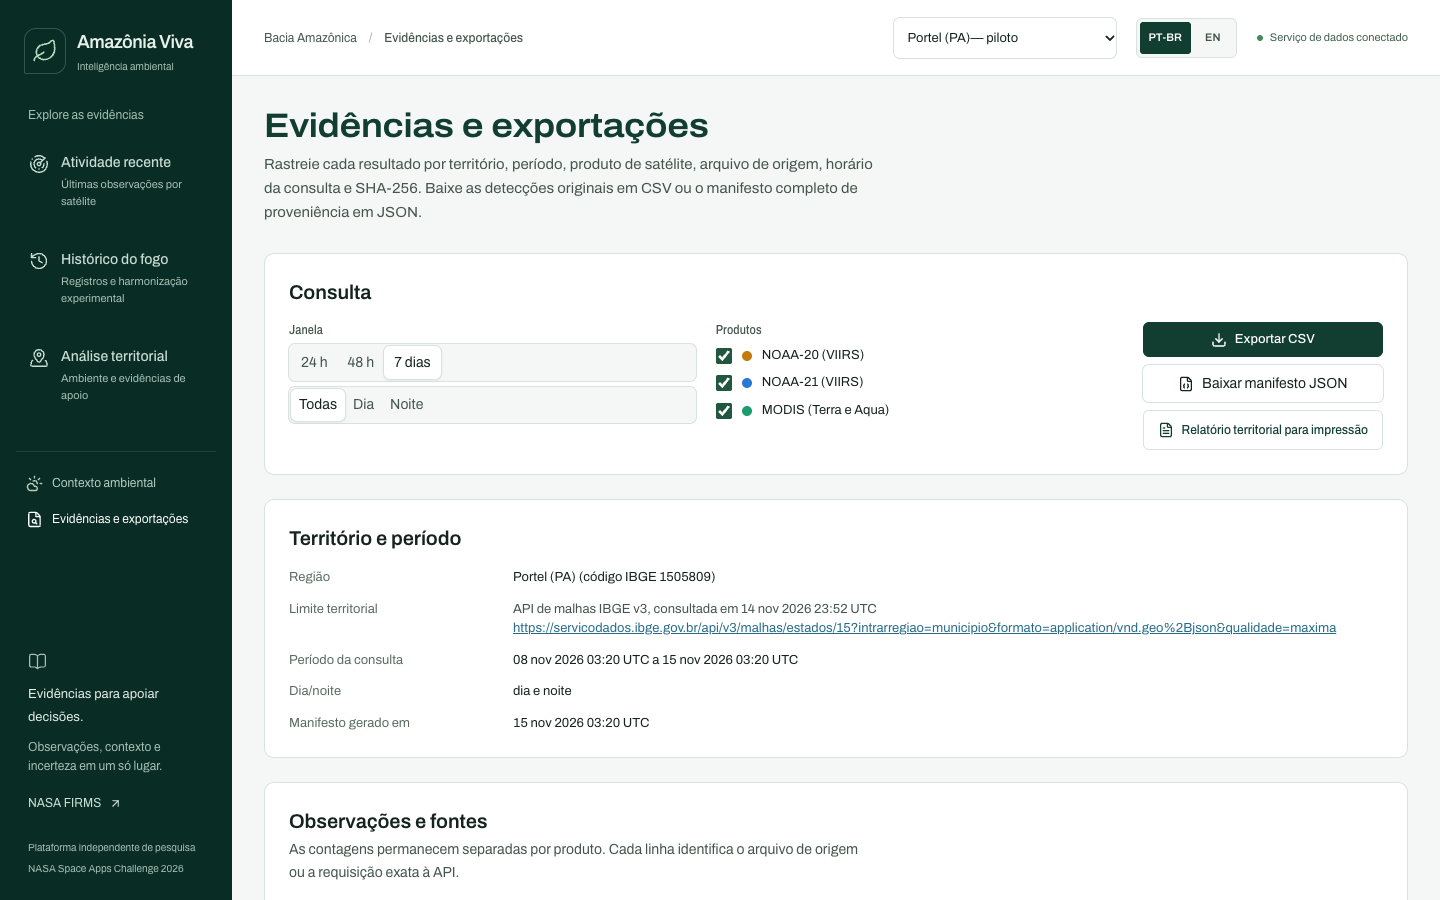 Amazônia Viva
Inteligência ambiental
Explore as evidências
Atividade recente
Últimas observações por
satélite
Histórico do fogo
Registros e harmonização
experimental
Análise territorial
Ambiente e evidências de
apoio
Contexto ambiental
Evidências e exportações
Evidências para apoiar
decisões.
Observações, contexto e
incerteza em um só lugar.
NASA FIRMS
Plataforma independente de pesquisa
NASA Space Apps Challenge 2026
Bacia Amazônica / Evidências e exportações
Portel (PA)— piloto
PT-BR EN
Serviço de dados conectado
Evidências e exportações
Rastreie cada resultado por território, período, produto de satélite, arquivo de origem, horário
da consulta e SHA-256. Baixe as detecções originais em CSV ou o manifesto completo de
proveniência em JSON.
Consulta
Janela
24 h 48 h 7 dias
Todas Dia Noite
Produtos
NOAA-20 (VIIRS)
NOAA-21 (VIIRS)
MODIS (Terra e Aqua)
Exportar CSV
Baixar manifesto JSON
Relatório territorial para impressão
Território e período
Região Portel (PA) (código IBGE 1505809)
Limite territorial API de malhas IBGE v3, consultada em 14 nov 2026 23:52 UTC
https://servicodados.ibge.gov.br/api/v3/malhas/estados/15?intrarregiao=municipio&formato=application/vnd.geo%2Bjson&qualidade=maxima
Período da consulta 08 nov 2026 03:20 UTC a 15 nov 2026 03:20 UTC
Dia/noite dia e noite
Manifesto gerado em 15 nov 2026 03:20 UTC
Observações e fontes
As contagens permanecem separadas por produto. Cada linha identifica o arquivo de origem
ou a requisição exata à API.